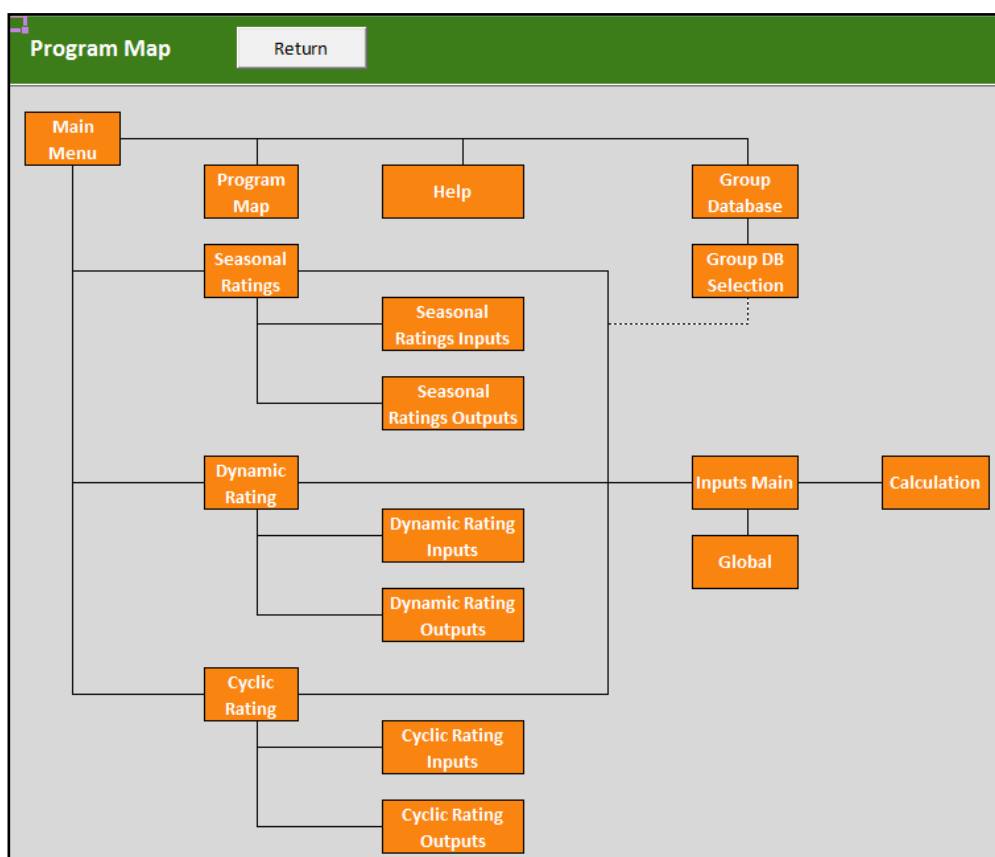 Program Map
Return
Main
Menu
Program
Map
Help
Group
Database
Seasonal
Ratings
Group DB
Selection
Seasonal
Ratings Inputs
Seasonal
Ratings Outputs
Dynamic
Rating
Inputs Main
Calculation
Dynamic Rating
Inputs
Global
Dynamic Rating
Outputs
Cyclic
Rating
Cyclic Rating
Inputs
Cyclic Rating
Outputs